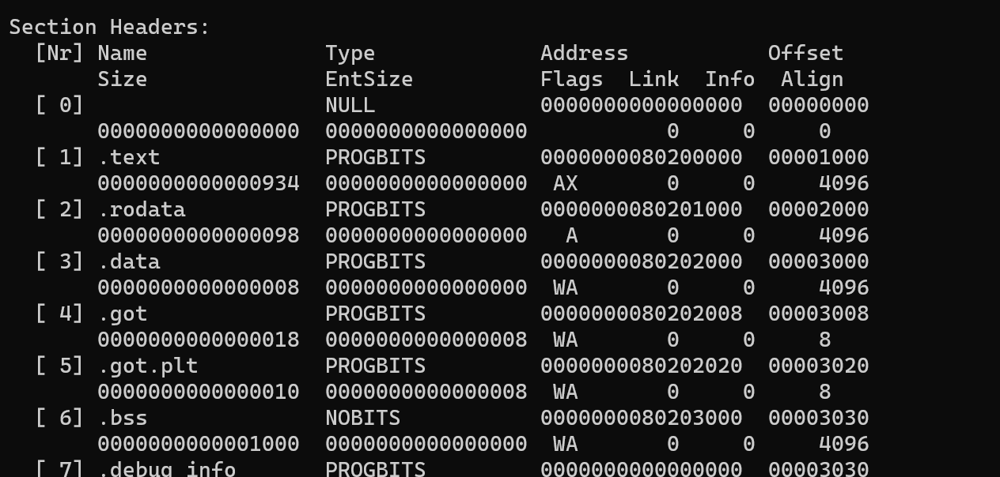 Section Headers:
  [Nr] Name              Type             Address           Offset
       Size              EntSize          Flags  Link  Info  Align
  [ 0]                   NULL             0000000000000000  00000000
       0000000000000000  0000000000000000           0     0     0
  [ 1] .text             PROGBITS         0000000080200000  00001000
       0000000000000934  0000000000000000  AX       0     0     4096
  [ 2] .rodata           PROGBITS         0000000080201000  00002000
       0000000000000098  0000000000000000   A       0     0     4096
  [ 3] .data             PROGBITS         0000000080202000  00003000
       0000000000000008  0000000000000000  WA       0     0     4096
  [ 4] .got              PROGBITS         0000000080202008  00003008
       0000000000000018  0000000000000008  WA       0     0     8
  [ 5] .got.plt          PROGBITS         0000000080202020  00003020
       0000000000000010  0000000000000008  WA       0     0     8
  [ 6] .bss              NOBITS           0000000080203000  00003030
       0000000000001000  0000000000000000  WA       0     0     4096
  [ 7] .debug_info       PROGBITS         0000000000000000  00003030